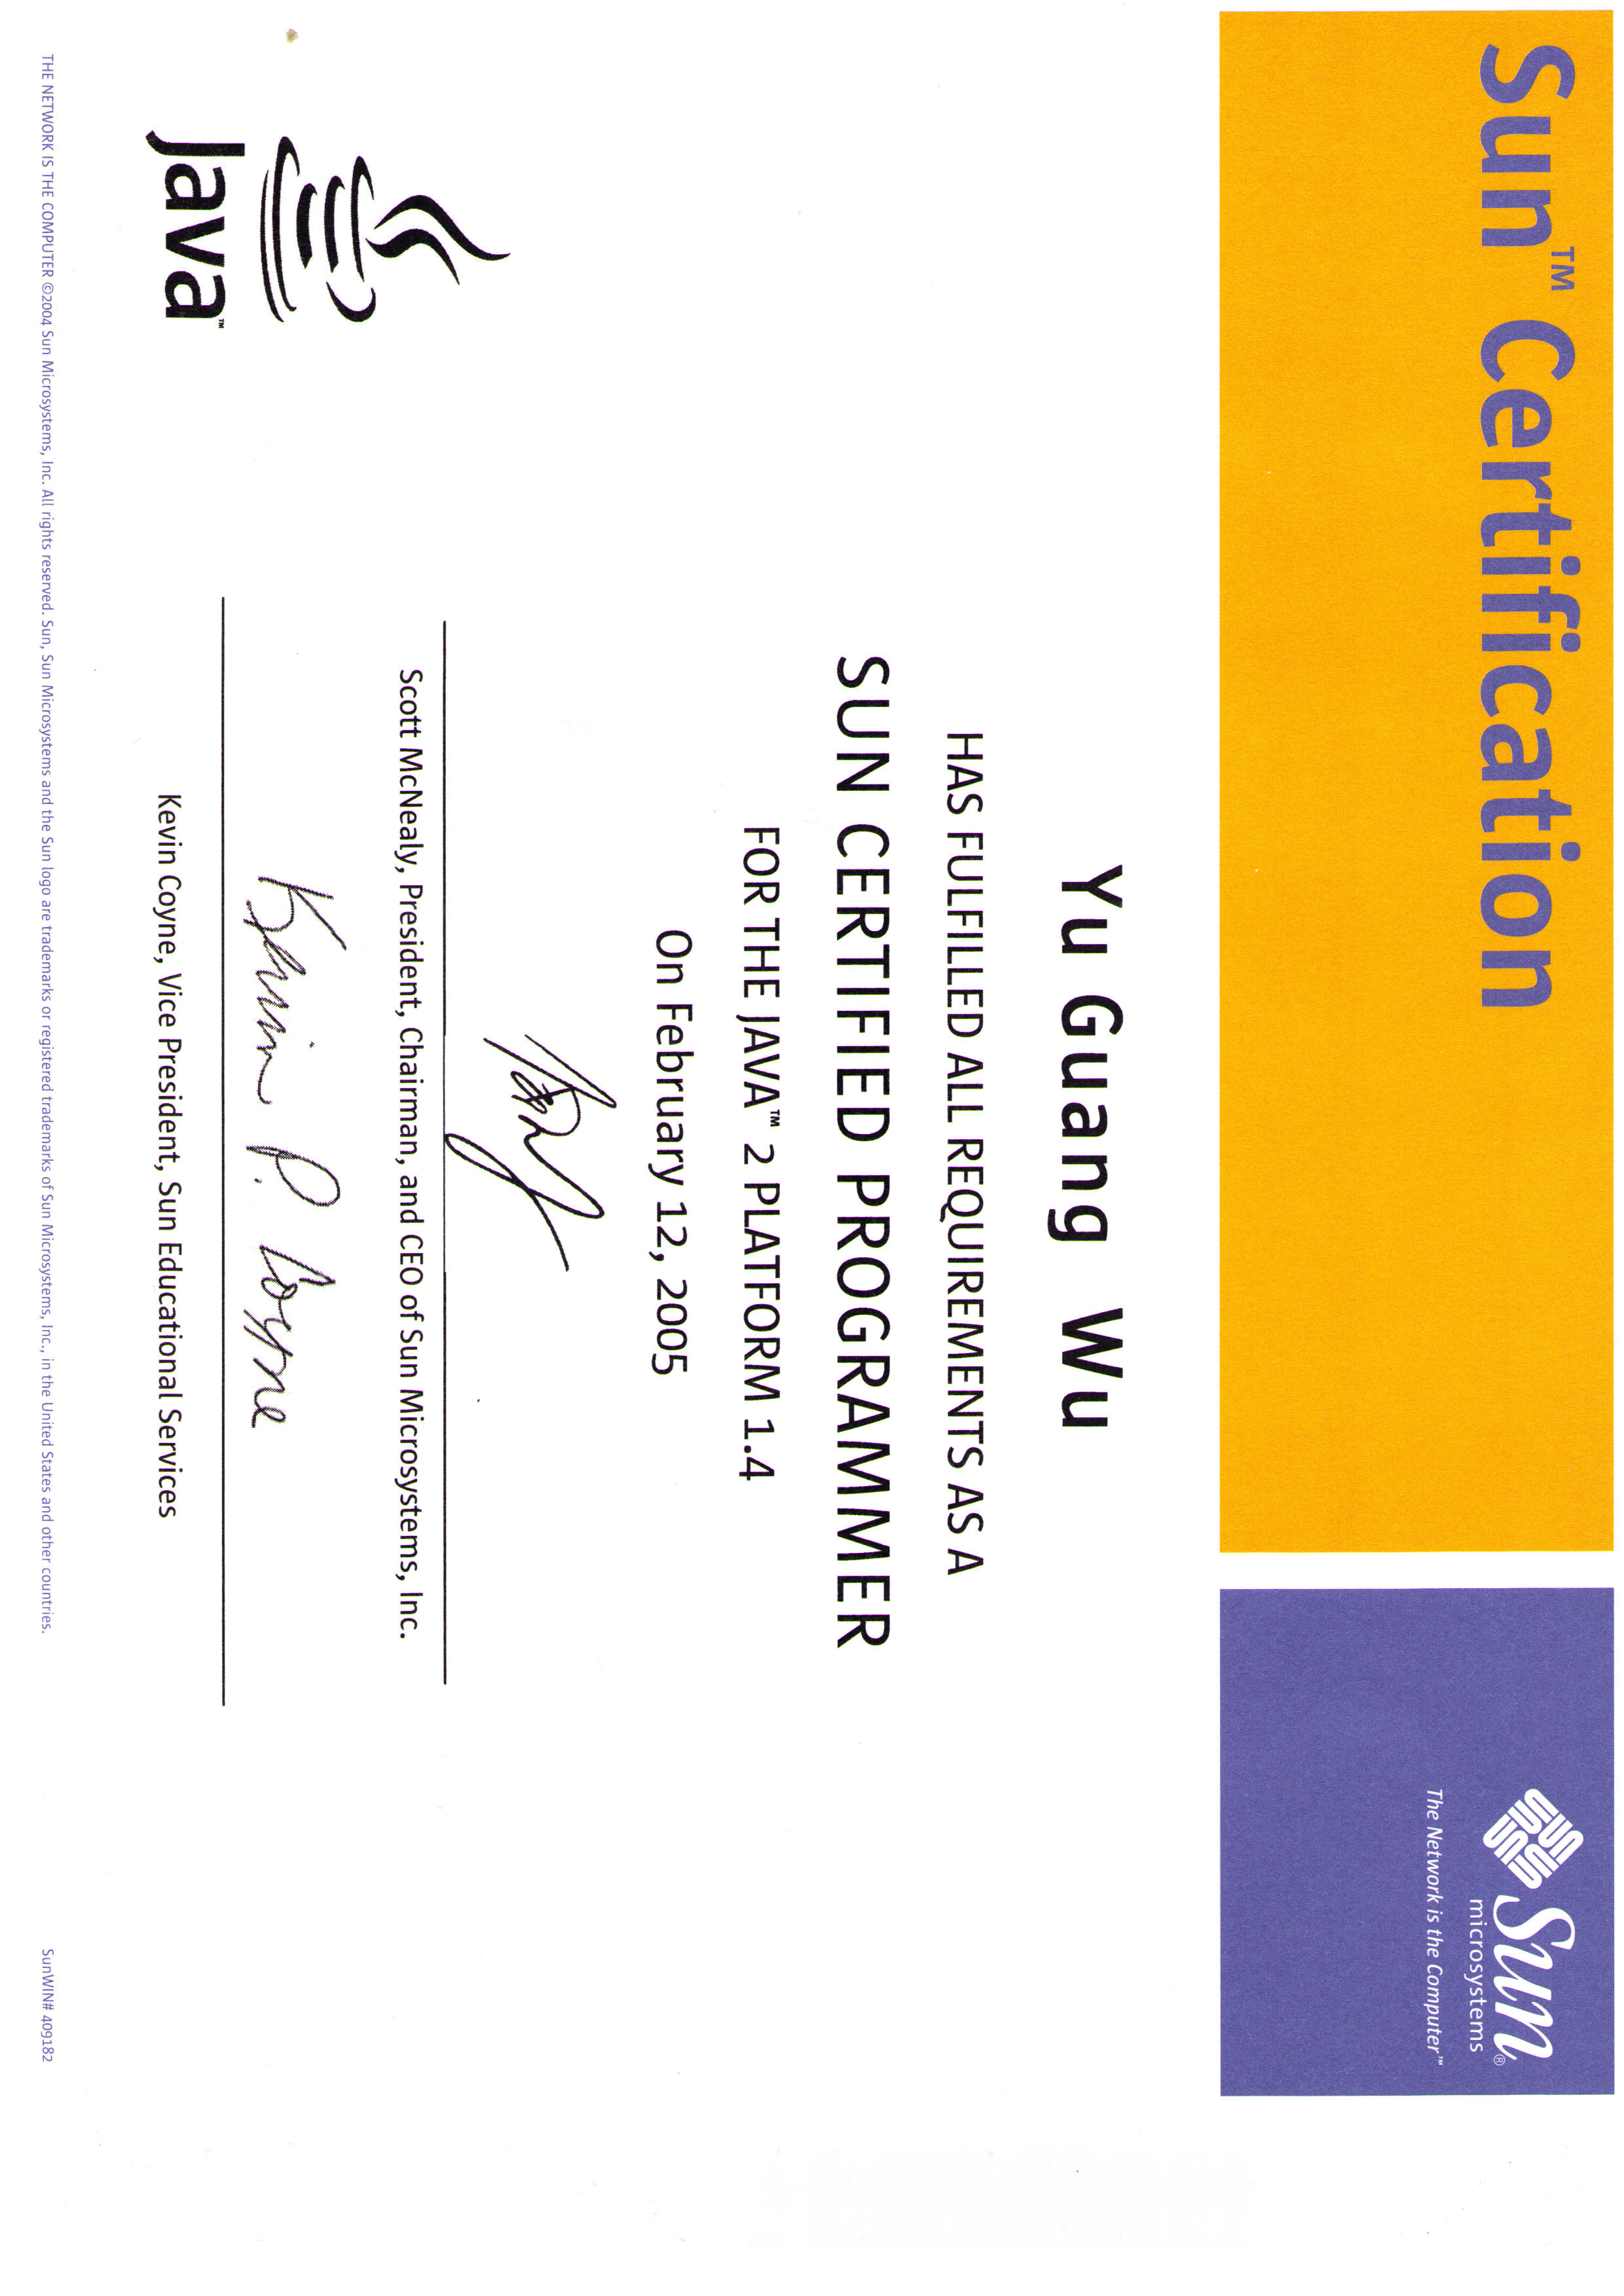 Sun™ Certification
Sun®
microsystems
The Network is the Computer™
Yu Guang Wu
HAS FULFILLED ALL REQUIREMENTS AS A
SUN CERTIFIED PROGRAMMER
FOR THE JAVA™ 2 PLATFORM 1.4
On February 12, 2005
Scott McNealy, President, Chairman, and CEO of Sun Microsystems, Inc.
Kevin P. Coyne
Kevin Coyne, Vice President, Sun Educational Services
Java™
THE NETWORK IS THE COMPUTER ©2004 Sun Microsystems, Inc. All rights reserved. Sun, Sun Microsystems and the Sun logo are trademarks or registered trademarks of Sun Microsystems, Inc., in the United States and other countries.
SunWIN# 409182